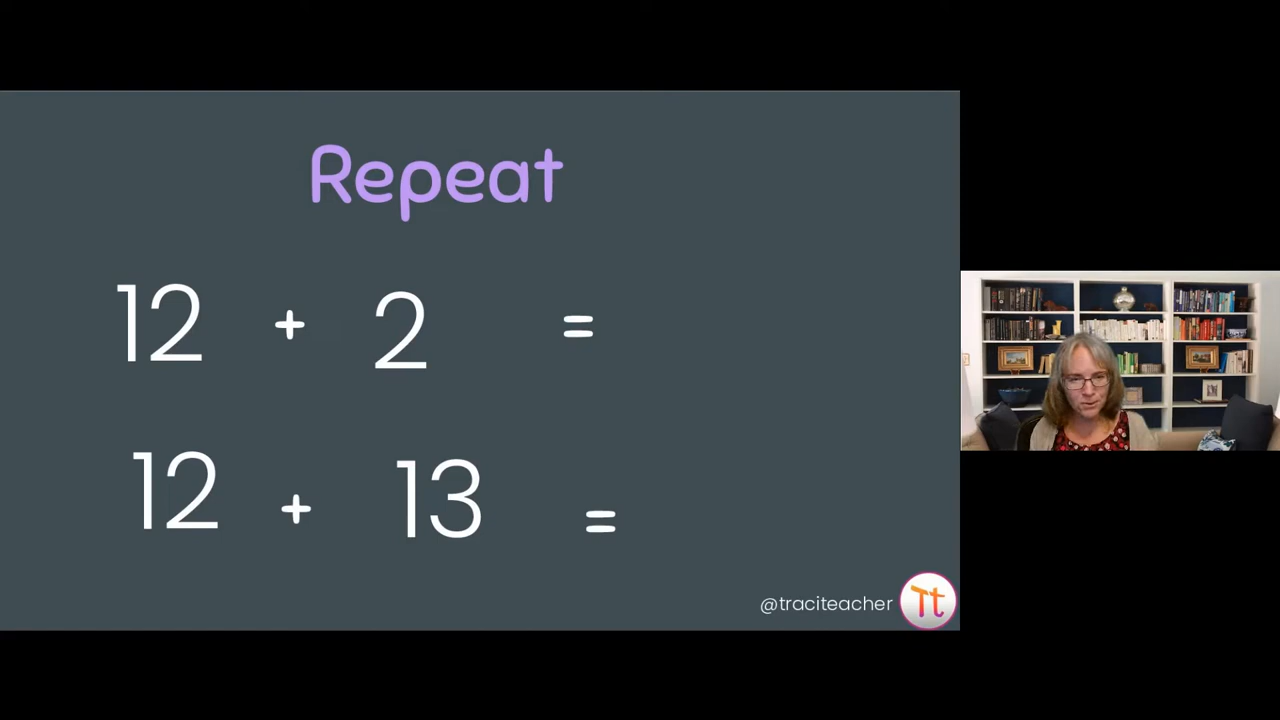 Repeat
12 + 2 =
12 + 13 =
@traciteacher
Tt